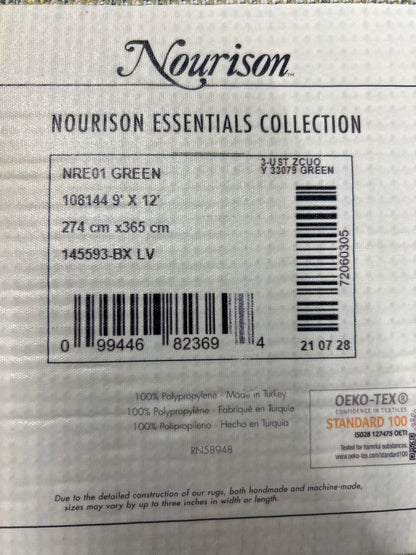 Nourison™
NOURISON ESSENTIALS COLLECTION
NRE01 GREEN
3-UST ZCUO
Y 33079 GREEN
108144 9' X 12'
274 cm x365 cm
145593-BX LV
72060305
0 99446 82369 4
21 07 28
100% Polypropylene - Made in Turkey
100% Polypropylène - Fabriqué en Turquie
100% Polipropileno - Hecho en Turquia
RN58948
OEKO-TEX®
CONFIDENCE IN TEXTILES
STANDARD 100
IS028 127475 OETI
Tested for harmful substances.
www.oeko-tex.com/standard100
Due to the detailed construction of our rugs, both handmade and machine-made,
sizes may vary by up to three inches in width or length.